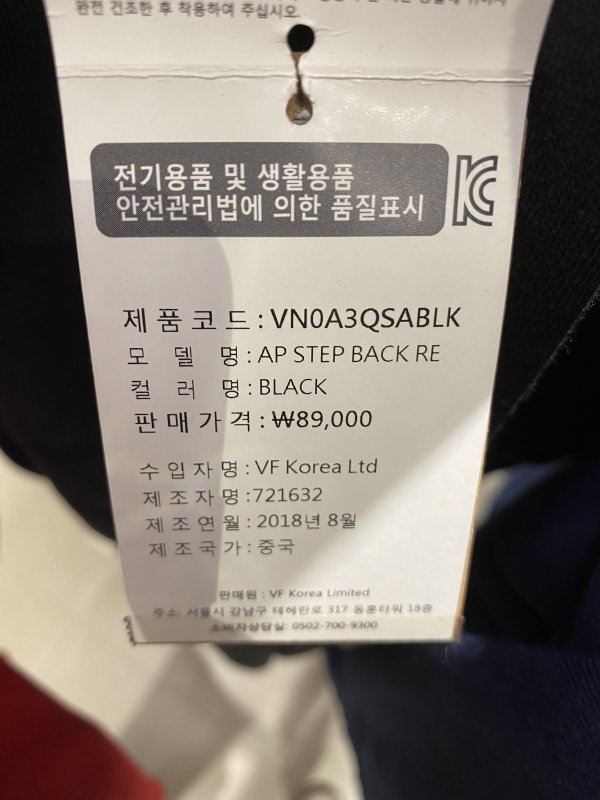 완전 건조한 후 착용하여 주십시오
전기용품 및 생활용품
안전관리법에 의한 품질표시
KC
제품코드 : VN0A3QSABLK
모 델 명 : AP STEP BACK RE
컬 러 명 : BLACK
판매가격 : ₩89,000
수입자명 : VF Korea Ltd
제조자명 : 721632
제조연월 : 2018년 8월
제조국가 : 중국
판매원 : VF Korea Limited
주소: 서울시 강남구 테헤란로 317 동훈타워 18층
소비자상담실: 0502-700-9300